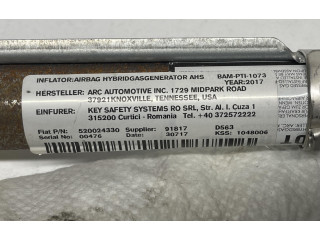 INFLATOR:AIRBAG HYBRIDGASGENERATOR AHS BAM-PTI-1073
YEAR:2017
HERSTELLER: ARC AUTOMOTIVE INC. 1729 MIDPARK ROAD
37921KNOXVILLE, TENNESSEE, USA
EINFURER: KEY SAFETY SYSTEMS RO SRL, Str. Al. I. Cuza 1
315200 Curtici - Romania Tel. +40 372572222
Fiat P/N: 520024330 Supplier: 91817 D563
Serial No: 00476 Date: 30717 KSS: 1048006